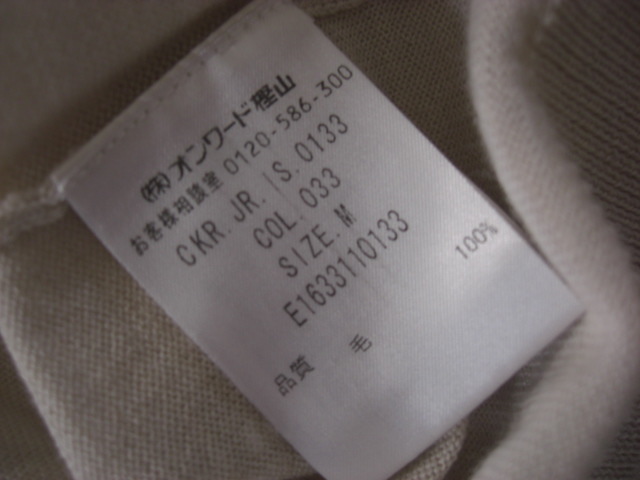 (株)オンワード樫山
お客様相談室 0120-586-300
CKR. JR. /S. 0133
COL. 033
SIZE. M
E1633110133
品質 毛 100%